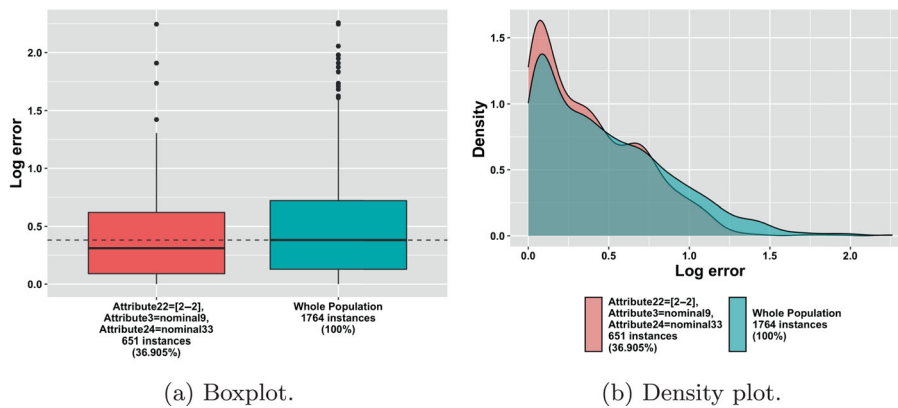 2.0
1.5
1.0
0.5
0.0
Log error
Attribute22=[2−2],
Attribute3=nominal9,
Attribute24=nominal33
651 instances
(36.905%)
Whole Population
1764 instances
(100%)
(a) Boxplot.
1.5
1.0
0.5
0.0
Density
0.0 0.5 1.0 1.5 2.0
Log error
Attribute22=[2−2],
Attribute3=nominal9,
Attribute24=nominal33
651 instances
(36.905%)
Whole Population
1764 instances
(100%)
(b) Density plot.